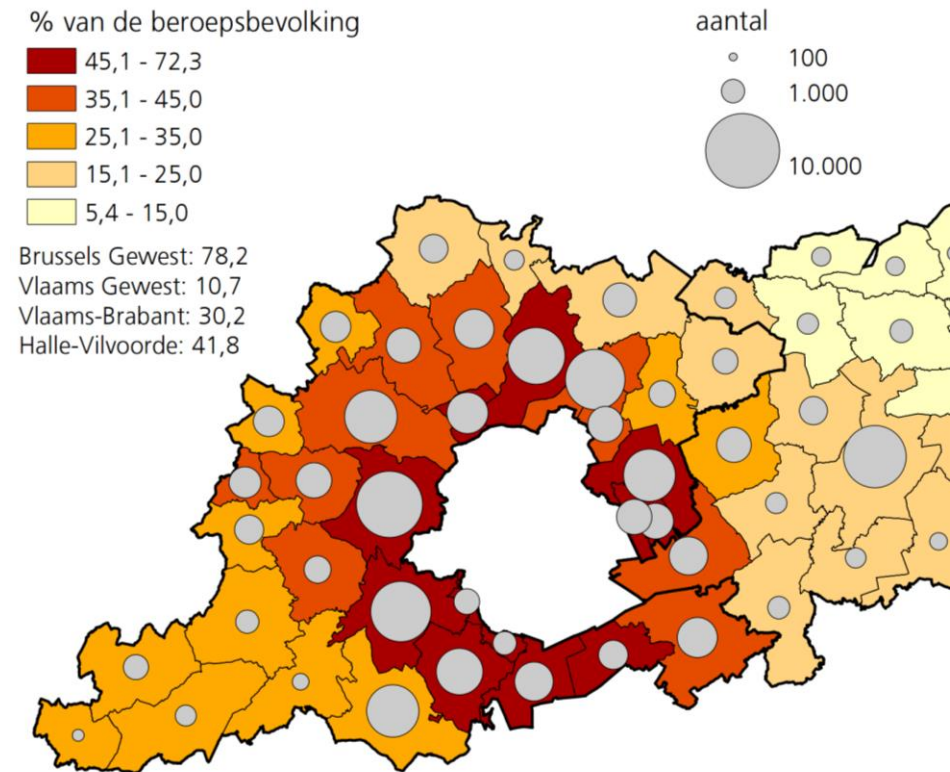 % van de beroepsbevolking
45,1 - 72,3
35,1 - 45,0
25,1 - 35,0
15,1 - 25,0
5,4 - 15,0
Brussels Gewest: 78,2
Vlaams Gewest: 10,7
Vlaams-Brabant: 30,2
Halle-Vilvoorde: 41,8
aantal
100
1.000
10.000